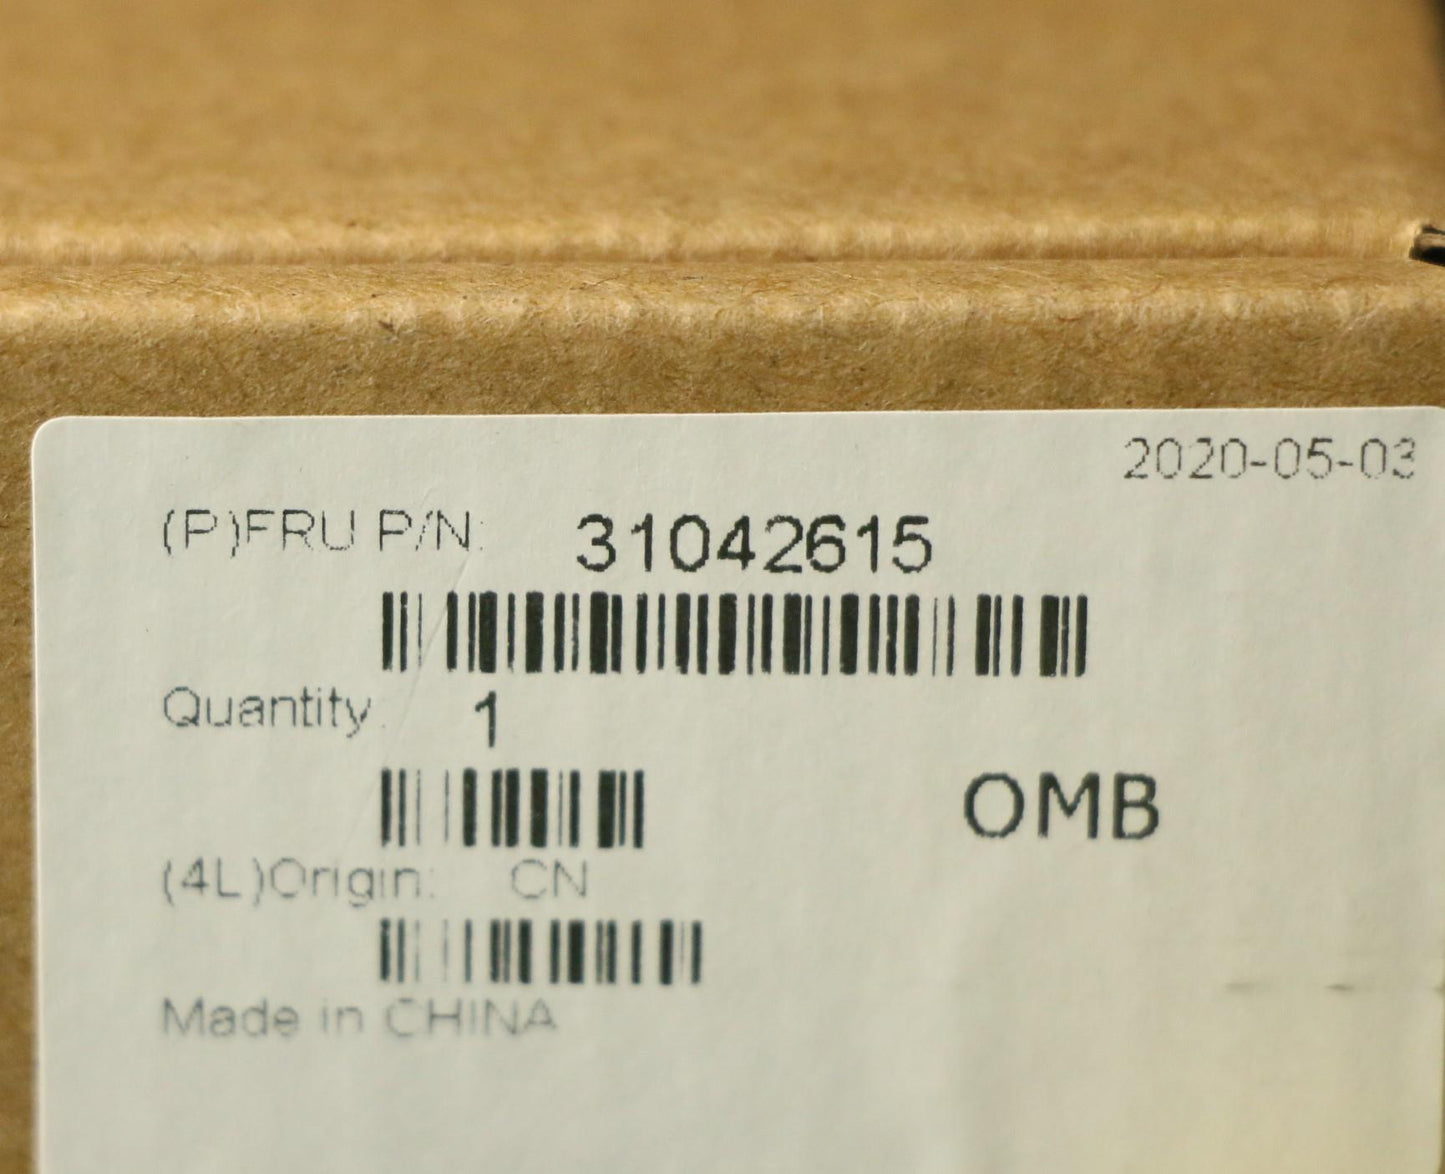 2020-05-03
(P)FRU P/N: 31042615
Quantity: 1
OMB
(4L)Origin: CN
Made in CHINA